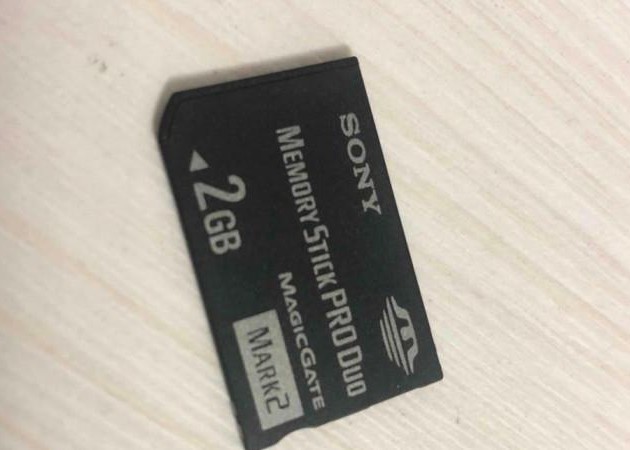 SONY
MEMORY STICK PRO DUO
MAGICGATE
2GB
MARK2